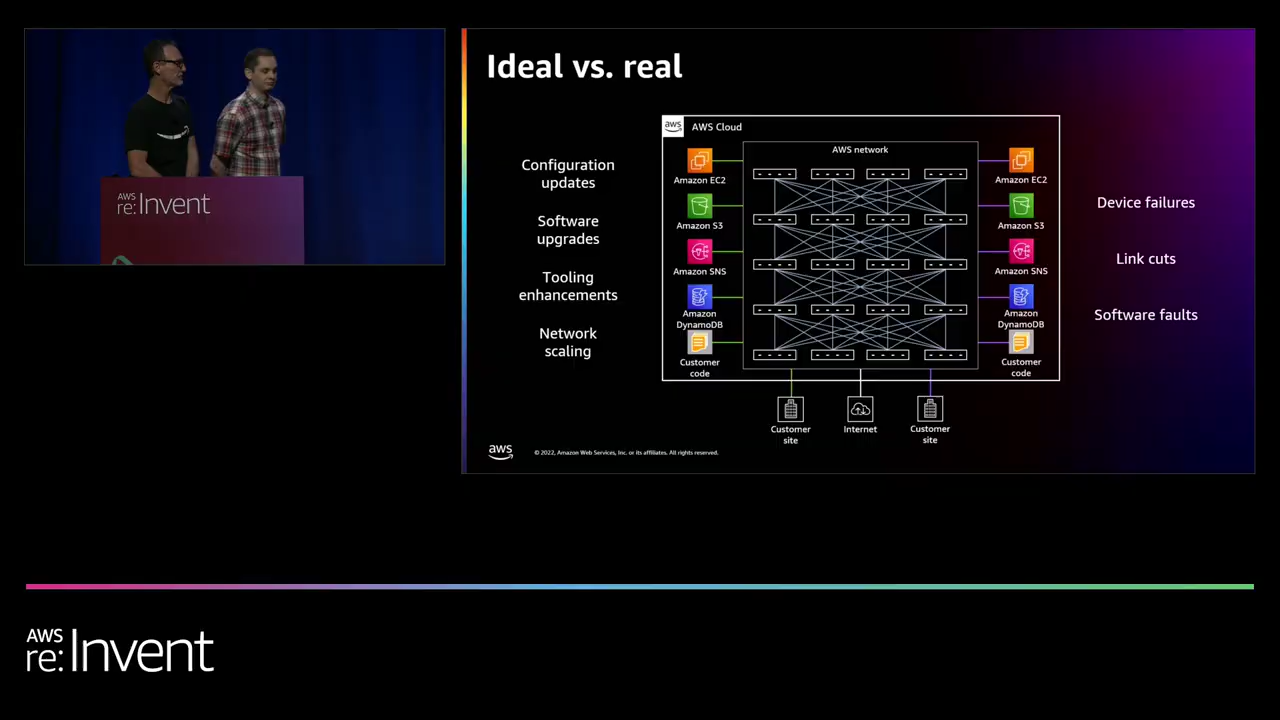 AWS
re:Invent
Ideal vs. real
Configuration
updates
Software
upgrades
Tooling
enhancements
Network
scaling
aws
AWS Cloud
AWS network
Amazon EC2
Amazon S3
Amazon SNS
Amazon
DynamoDB
Customer
code
Amazon EC2
Amazon S3
Amazon SNS
Amazon
DynamoDB
Customer
code
Customer
site
Internet
Customer
site
Device failures
Link cuts
Software faults
aws
© 2022, Amazon Web Services, Inc. or its affiliates. All rights reserved.
AWS
re:Invent